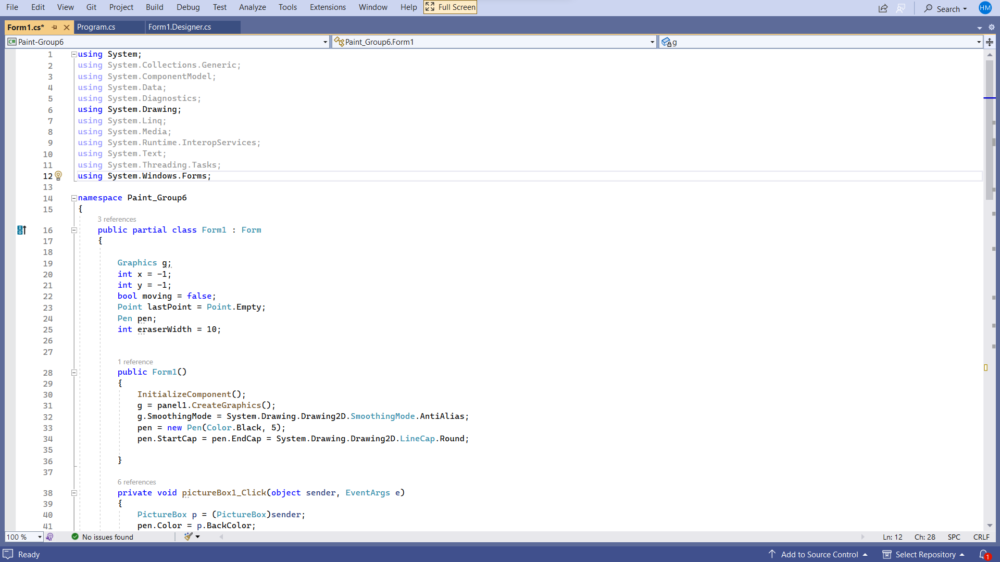 File Edit View Git Project Build Debug Test Analyze Tools Extensions Window Help Full Screen Search HM
Form1.cs* Program.cs Form1.Designer.cs
C# Paint-Group6 Paint_Group6.Form1 g
1 using System;
2 using System.Collections.Generic;
3 using System.ComponentModel;
4 using System.Data;
5 using System.Diagnostics;
6 using System.Drawing;
7 using System.Linq;
8 using System.Media;
9 using System.Runtime.InteropServices;
10 using System.Text;
11 using System.Threading.Tasks;
12 using System.Windows.Forms;
13
14 namespace Paint_Group6
15 {
3 references
16 public partial class Form1 : Form
17 {
18
19 Graphics g;
20 int x = -1;
21 int y = -1;
22 bool moving = false;
23 Point lastPoint = Point.Empty;
24 Pen pen;
25 int eraserWidth = 10;
26
27
1 reference
28 public Form1()
29 {
30 InitializeComponent();
31 g = panel1.CreateGraphics();
32 g.SmoothingMode = System.Drawing.Drawing2D.SmoothingMode.AntiAlias;
33 pen = new Pen(Color.Black, 5);
34 pen.StartCap = pen.EndCap = System.Drawing.Drawing2D.LineCap.Round;
35
36 }
37
6 references
38 private void pictureBox1_Click(object sender, EventArgs e)
39 {
40 PictureBox p = (PictureBox)sender;
41 pen.Color = p.BackColor;
100 % No issues found Ln: 12 Ch: 28 SPC CRLF
Ready Add to Source Control Select Repository 1